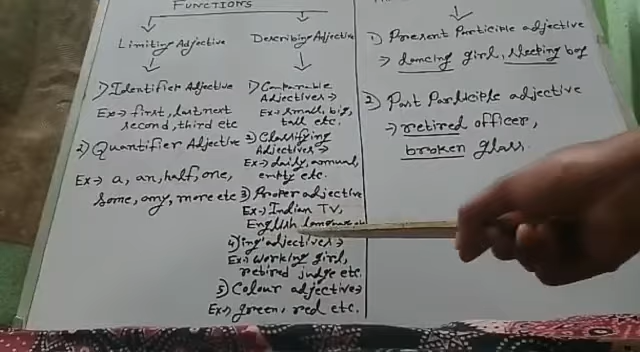 FUNCTIONS
Limiting Adjective
1) Identifier Adjective
Ex→ first, last, next
second, third etc
2) Quantifier Adjective
Ex→ a, an, half, one,
some, any, more etc
Describing Adjective
1) Comparable
Adjectives→
Ex→ small, big,
tall etc.
2) Classifying
Adjectives→
Ex→ daily, annual,
empty etc.
3) Proper adjective
Ex→ Indian TV,
English
4) ing adjectives→
Ex→ working girl,
retired judge etc.
5) Colour adjective→
Ex→ green, red etc.
1) Present Participle adjective
→ dancing girl, sleeping boy
2) Past Participle adjective
→ retired officer,
broken glass.